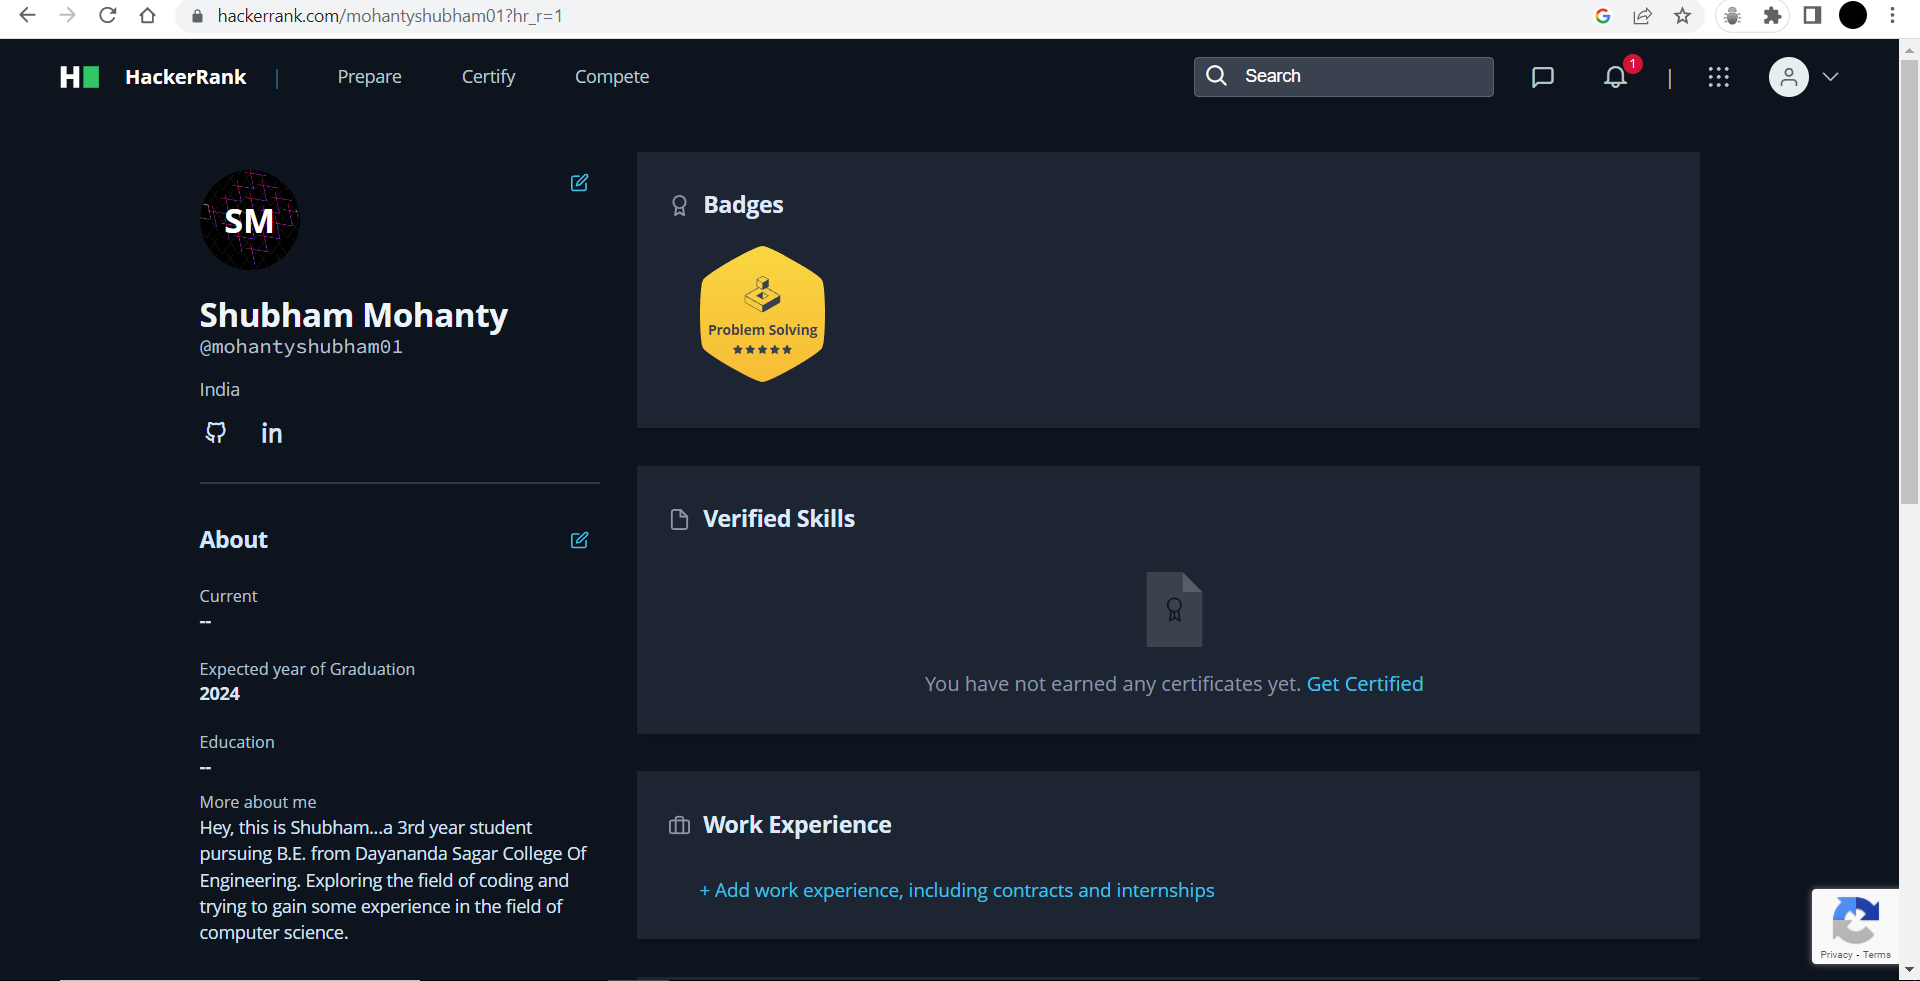 hackerrank.com/mohantyshubham01?hr_r=1
HackerRank | Prepare Certify Compete Search 1 |
SM
Shubham Mohanty
@mohantyshubham01
India
in
About
Current
--
Expected year of Graduation
2024
Education
--
More about me
Hey, this is Shubham...a 3rd year student
pursuing B.E. from Dayananda Sagar College Of
Engineering. Exploring the field of coding and
trying to gain some experience in the field of
computer science.
Badges
Problem Solving
Verified Skills
You have not earned any certificates yet. Get Certified
Work Experience
+ Add work experience, including contracts and internships
Privacy - Terms